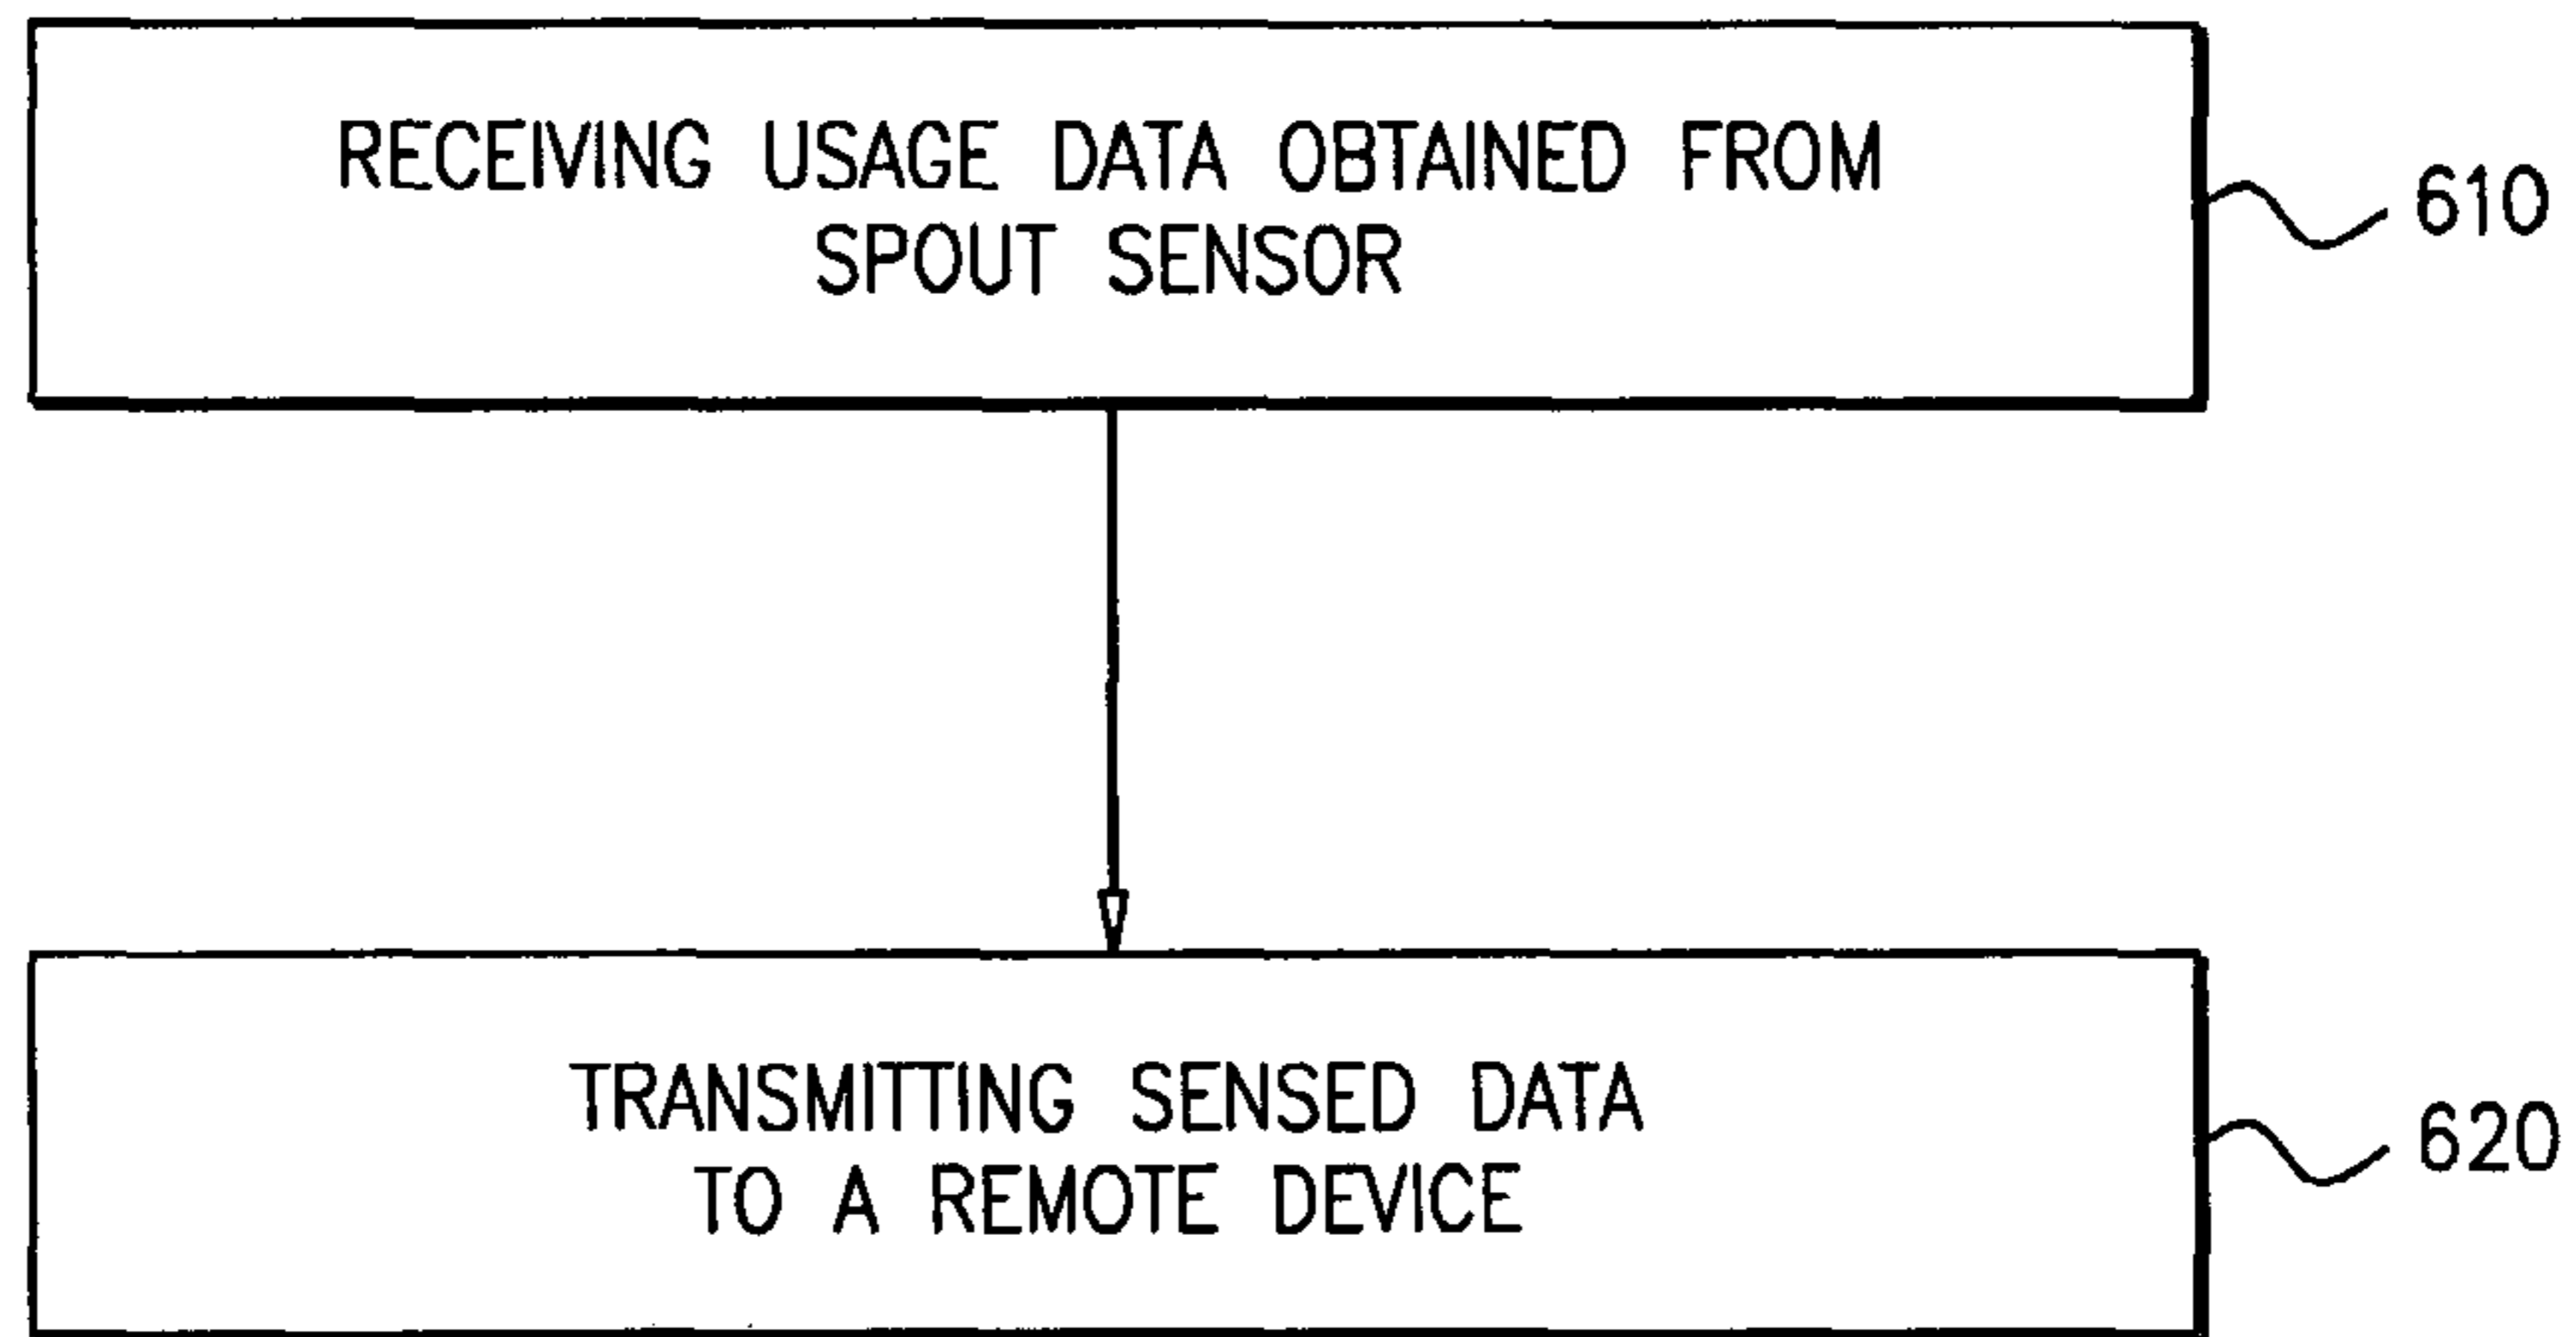 RECEIVING USAGE DATA OBTAINED FROM
SPOUT SENSOR
610
TRANSMITTING SENSED DATA
TO A REMOTE DEVICE
620